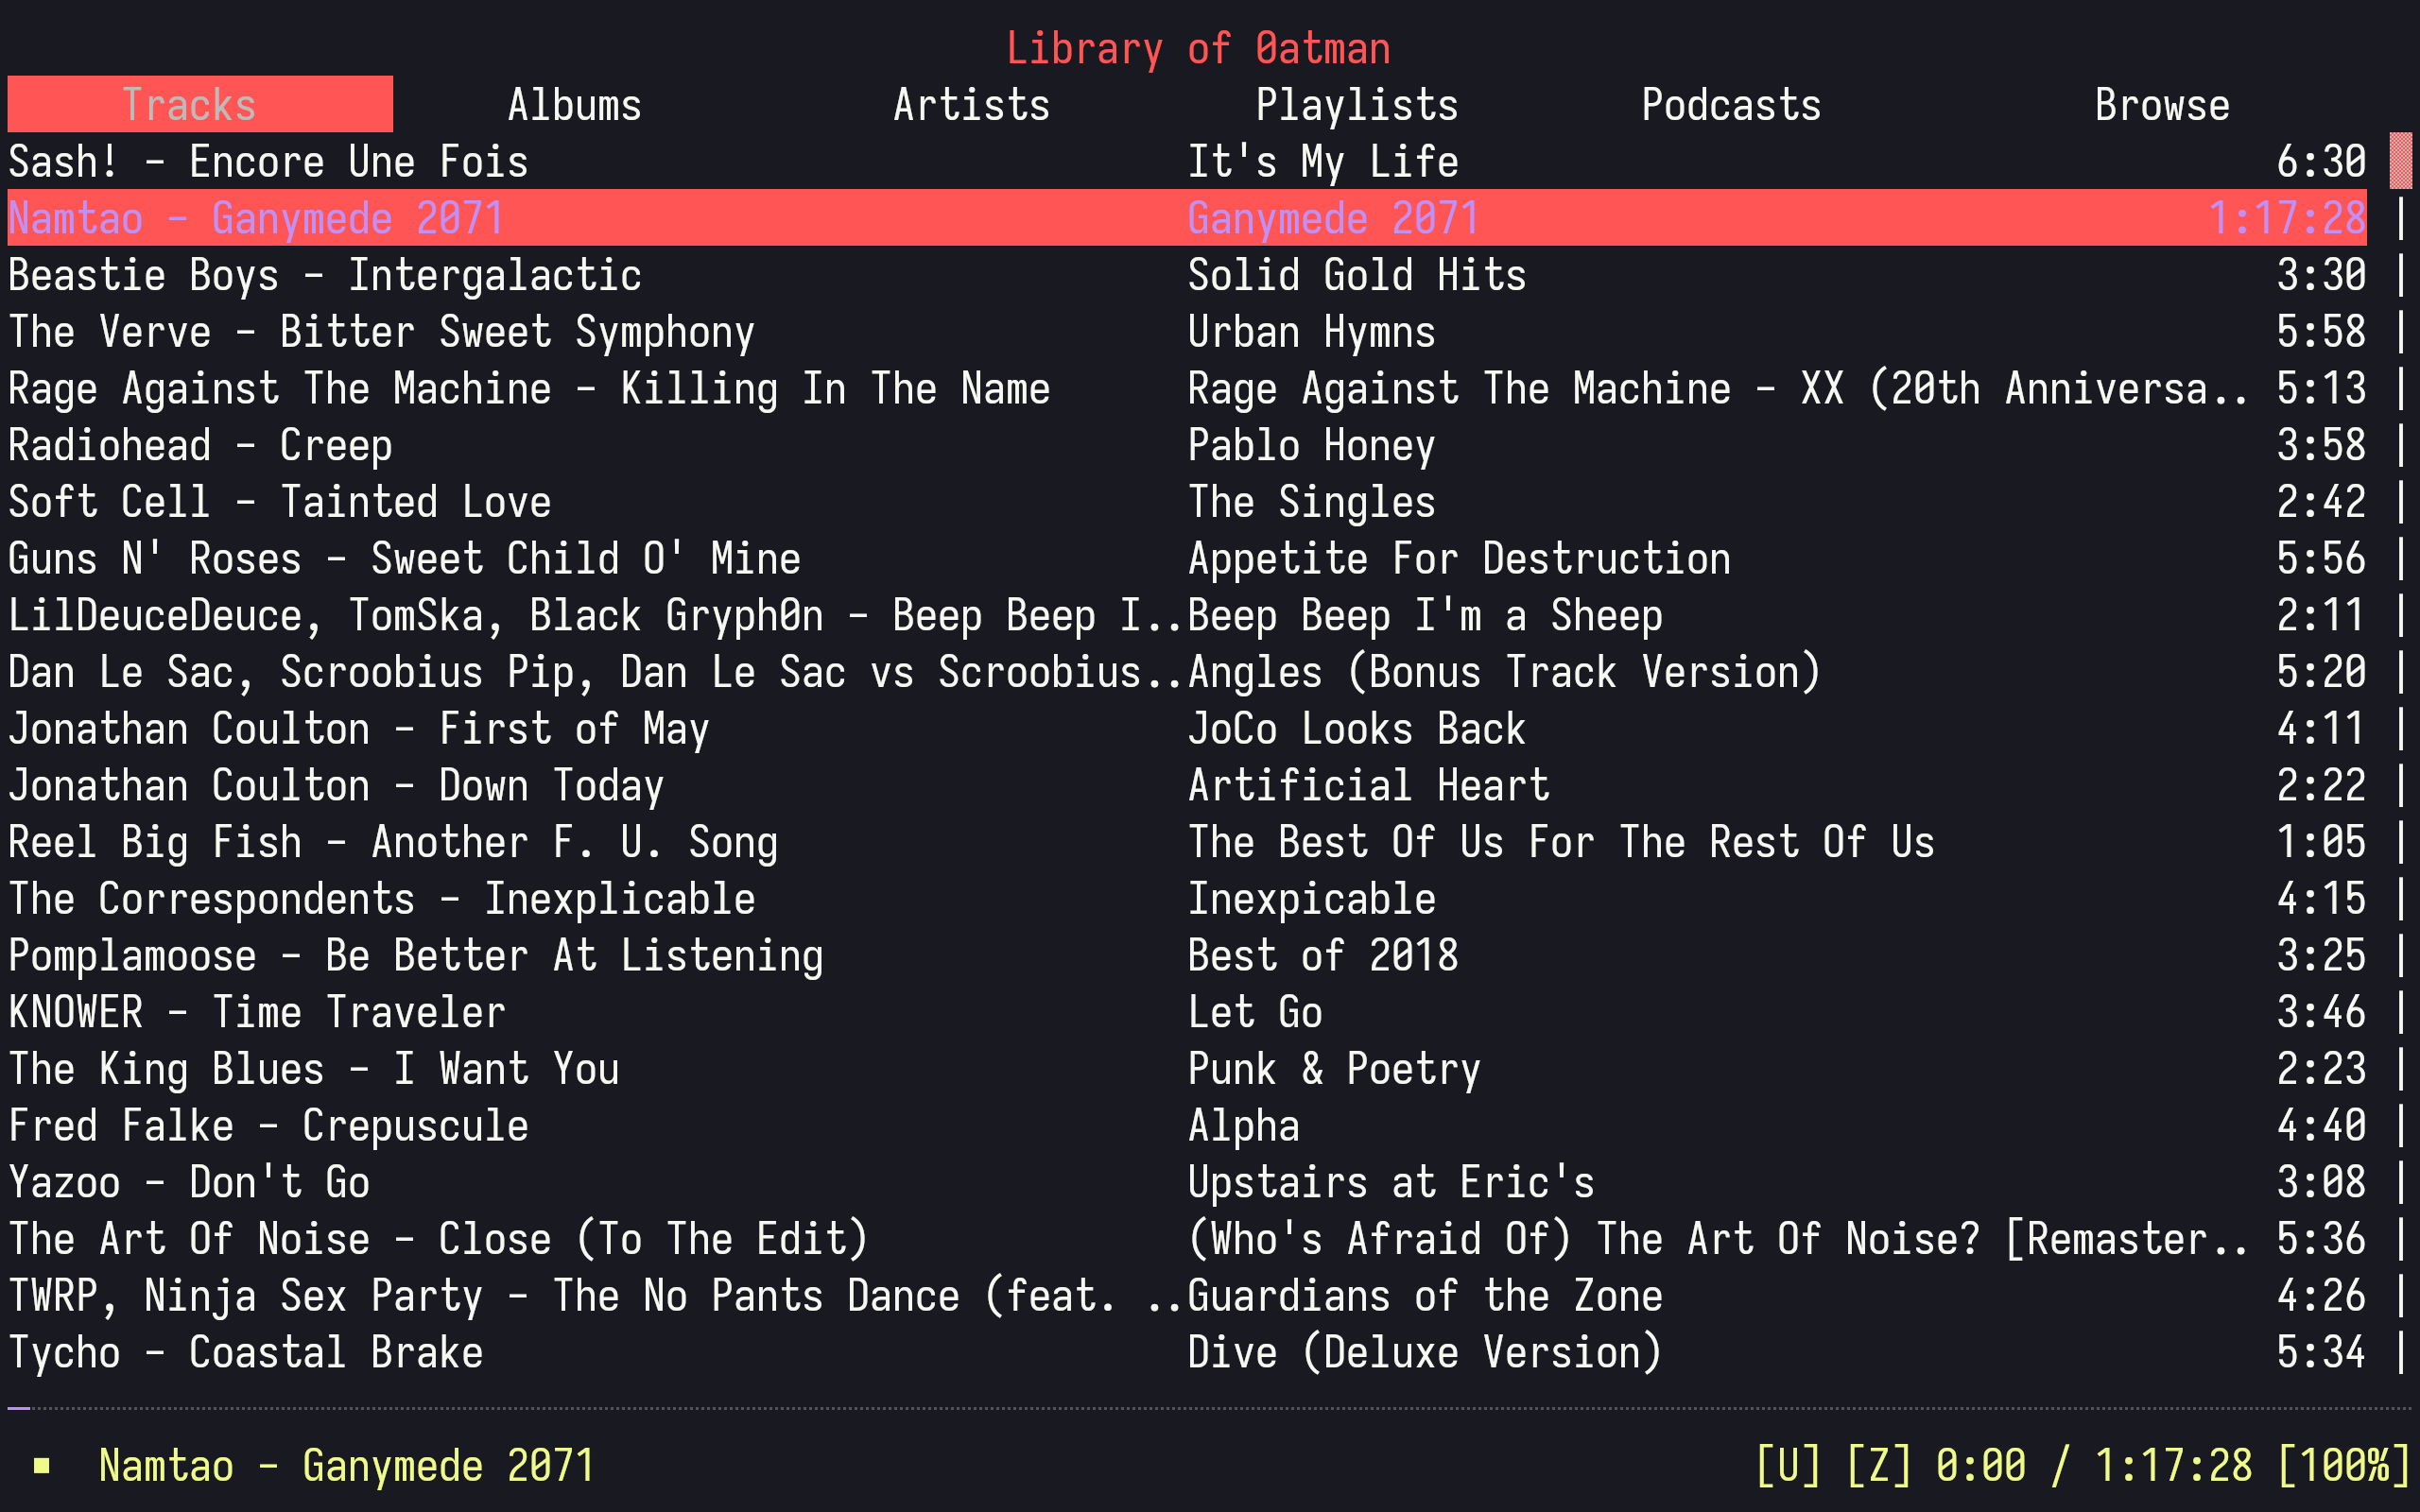 Library of 0atman
Tracks Albums Artists Playlists Podcasts Browse
Sash! - Encore Une Fois It's My Life 6:30
Namtao - Ganymede 2071 Ganymede 2071 1:17:28
Beastie Boys - Intergalactic Solid Gold Hits 3:30
The Verve - Bitter Sweet Symphony Urban Hymns 5:58
Rage Against The Machine - Killing In The Name Rage Against The Machine - XX (20th Anniversa.. 5:13
Radiohead - Creep Pablo Honey 3:58
Soft Cell - Tainted Love The Singles 2:42
Guns N' Roses - Sweet Child O' Mine Appetite For Destruction 5:56
LilDeuceDeuce, TomSka, Black Gryph0n - Beep Beep I..Beep Beep I'm a Sheep 2:11
Dan Le Sac, Scroobius Pip, Dan Le Sac vs Scroobius..Angles (Bonus Track Version) 5:20
Jonathan Coulton - First of May JoCo Looks Back 4:11
Jonathan Coulton - Down Today Artificial Heart 2:22
Reel Big Fish - Another F. U. Song The Best Of Us For The Rest Of Us 1:05
The Correspondents - Inexplicable Inexpicable 4:15
Pomplamoose - Be Better At Listening Best of 2018 3:25
KNOWER - Time Traveler Let Go 3:46
The King Blues - I Want You Punk & Poetry 2:23
Fred Falke - Crepuscule Alpha 4:40
Yazoo - Don't Go Upstairs at Eric's 3:08
The Art Of Noise - Close (To The Edit) (Who's Afraid Of) The Art Of Noise? [Remaster.. 5:36
TWRP, Ninja Sex Party - The No Pants Dance (feat. ..Guardians of the Zone 4:26
Tycho - Coastal Brake Dive (Deluxe Version) 5:34
Namtao - Ganymede 2071 [U] [Z] 0:00 / 1:17:28 [100%]